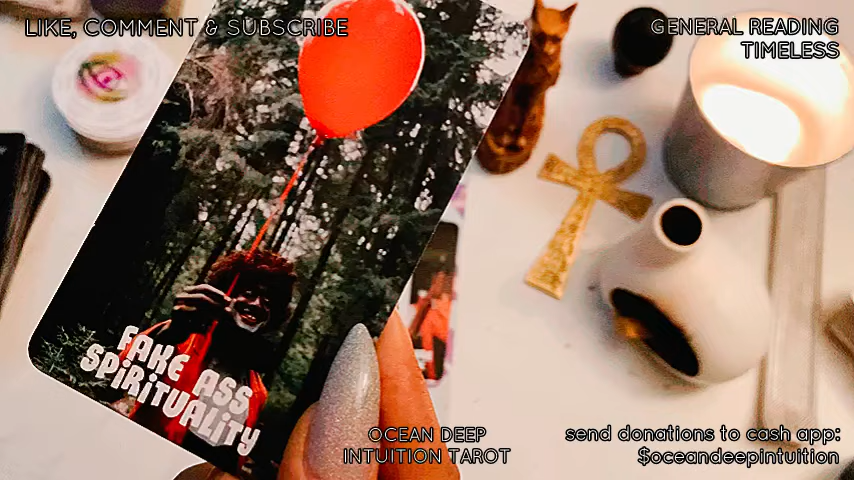 LIKE, COMMENT & SUBSCRIBE
GENERAL READING
TIMELESS
FAKE ASS
SPIRITUALITY
OCEAN DEEP
INTUITION TAROT
send donations to cash app:
$oceandeepintuition